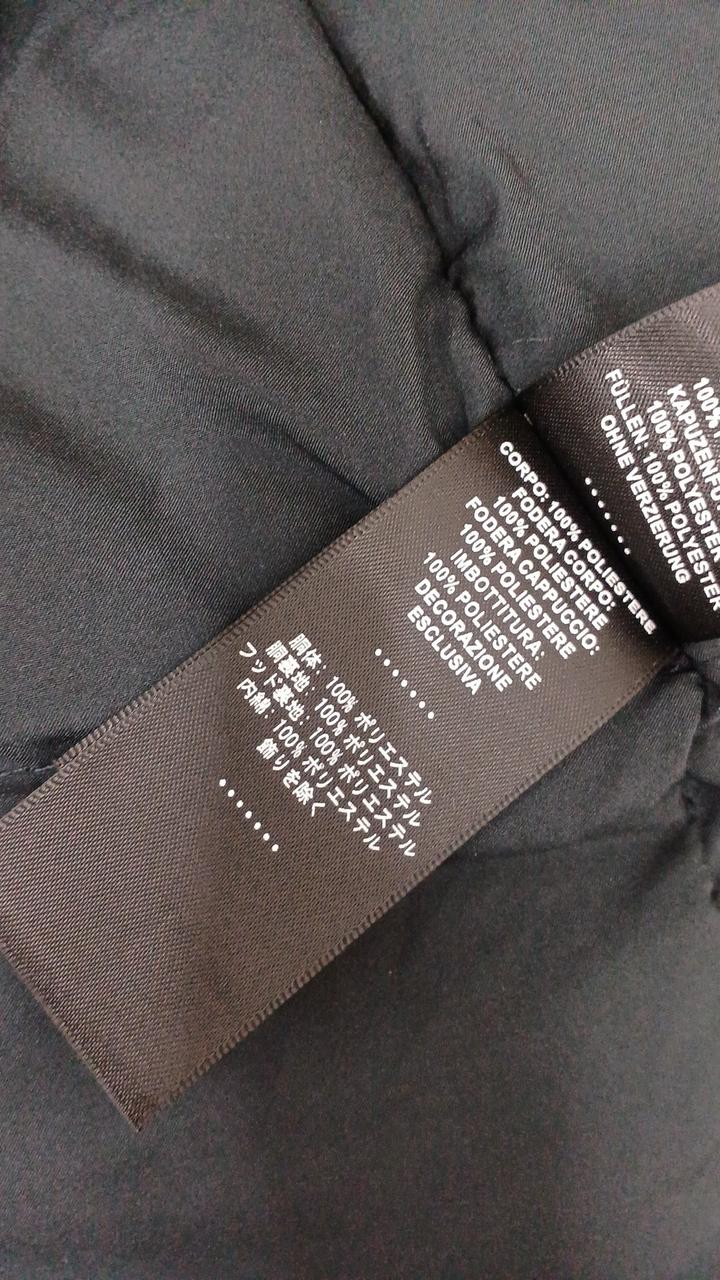 100%
KAPUZENF
100% POLYESTER
FÜLLEN: 100% POLYESTER
OHNE VERZIERUNG
.......
CORPO: 100% POLIESTERE
FODERA CORPO:
100% POLIESTERE
FODERA CAPPUCCIO:
100% POLIESTERE
IMBOTTITURA:
100% POLIESTERE
DECORAZIONE
ESCLUSIVA
.......
胴体: 100% ポリエステル
胴裏地: 100% ポリエステル
フッド裏地: 100% ポリエステル
内綿: 100% ポリエステル
飾りを除く
.......